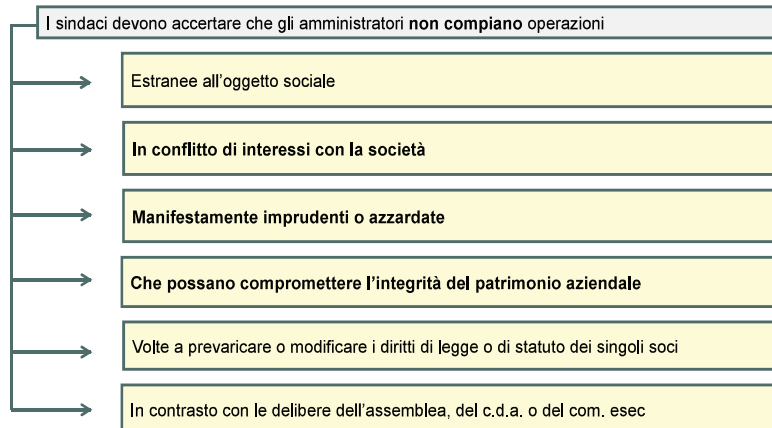 I sindaci devono accertare che gli amministratori non compiano operazioni
Estranee all'oggetto sociale
In conflitto di interessi con la società
Manifestamente imprudenti o azzardate
Che possano compromettere l'integrità del patrimonio aziendale
Volte a prevaricare o modificare i diritti di legge o di statuto dei singoli soci
In contrasto con le delibere dell'assemblea, del c.d.a. o del com. esec